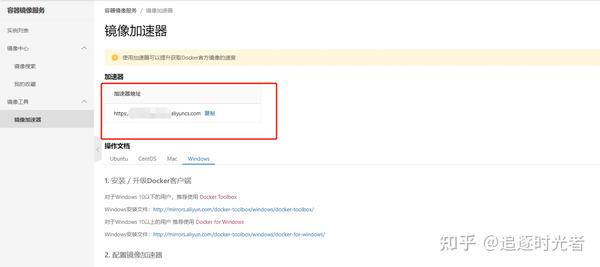 容器镜像服务
容器镜像服务 / 镜像加速器
实例列表
镜像中心
镜像搜索
我的收藏
镜像工具
镜像加速器
镜像加速器
使用加速器可以提升获取Docker官方镜像的速度
加速器
加速器地址
https: aliyuncs.com 复制
操作文档
Ubuntu CentOS Mac Windows
1. 安装 / 升级Docker客户端
对于Windows 10以下的用户，推荐使用 Docker Toolbox
Windows安装文件：http://mirrors.aliyun.com/docker-toolbox/windows/docker-toolbox/
对于Windows 10以上的用户 推荐使用 Docker for Windows
Windows安装文件：http://mirrors.aliyun.com/docker-toolbox/windows/docker-for-windows/
2. 配置镜像加速器
知乎 @追逐时光者